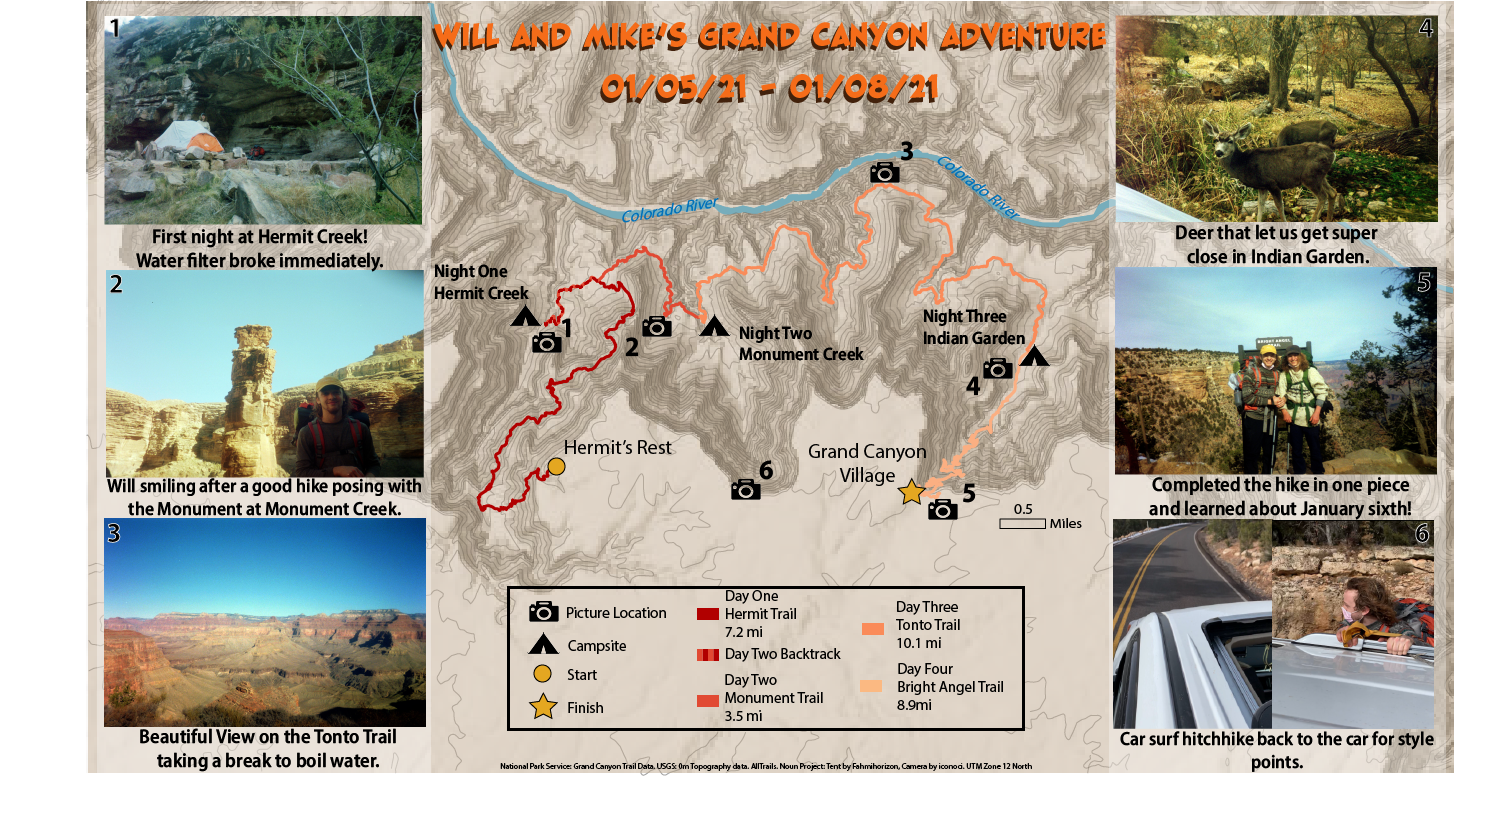 WILL AND MIKE'S GRAND CANYON ADVENTURE
01/05/21 - 01/08/21
1
First night at Hermit Creek!
Water filter broke immediately.
2
Will smiling after a good hike posing with
the Monument at Monument Creek.
3
Beautiful View on the Tonto Trail
taking a break to boil water.
3
Colorado River
Colorado River
Night One
Hermit Creek
1
2
Night Two
Monument Creek
Night Three
Indian Garden
4
Hermit's Rest
Grand Canyon
Village
6
5
0.5
Miles
Picture Location
Campsite
Start
Finish
Day One
Hermit Trail
7.2 mi
Day Two Backtrack
Day Two
Monument Trail
3.5 mi
Day Three
Tonto Trail
10.1 mi
Day Four
Bright Angel Trail
8.9mi
National Park Service: Grand Canyon Trail Data. USGS: 0m Topography data. AllTrails. Noun Project: Tent by Fahmihorizon, Camera by iconoci. UTM Zone 12 North
4
Deer that let us get super
close in Indian Garden.
5
BRIGHT ANGEL
TRAIL
Completed the hike in one piece
and learned about January sixth!
6
Car surf hitchhike back to the car for style
points.